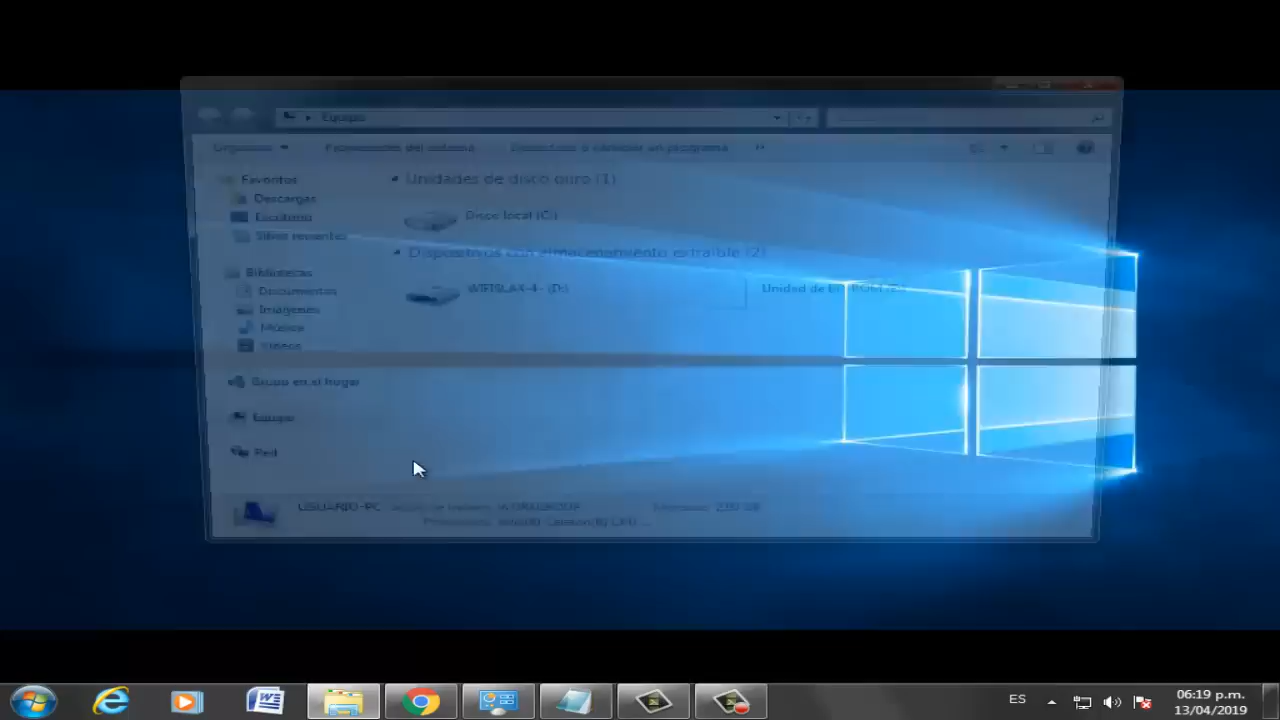 Equipo
Organizar
Propiedades del sistema
Desinstalar o cambiar un programa
Favoritos
Descargas
Escritorio
Sitios recientes
Bibliotecas
Documentos
Imágenes
Música
Vídeos
Grupo en el hogar
Equipo
Red
Unidades de disco duro (1)
Disco local (C:)
Dispositivos con almacenamiento extraíble (2)
WIFISLAX-4- (D:)
USUARIO-PC
WORKGROUP
ES
06:19 p.m.
13/04/2019